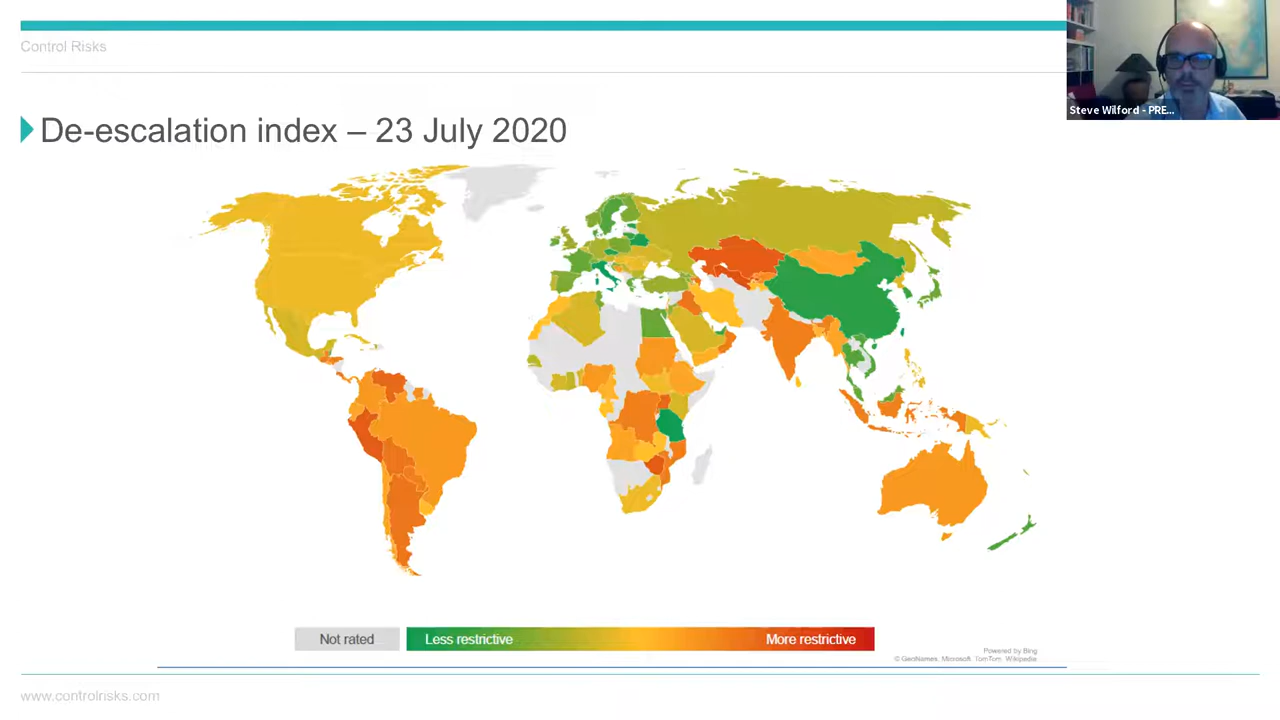 Control Risks
Steve Wilford - PRE...
De-escalation index – 23 July 2020
Not rated
Less restrictive
More restrictive
Powered by Bing
© GeoNames, Microsoft, TomTom, Wikipedia
www.controlrisks.com